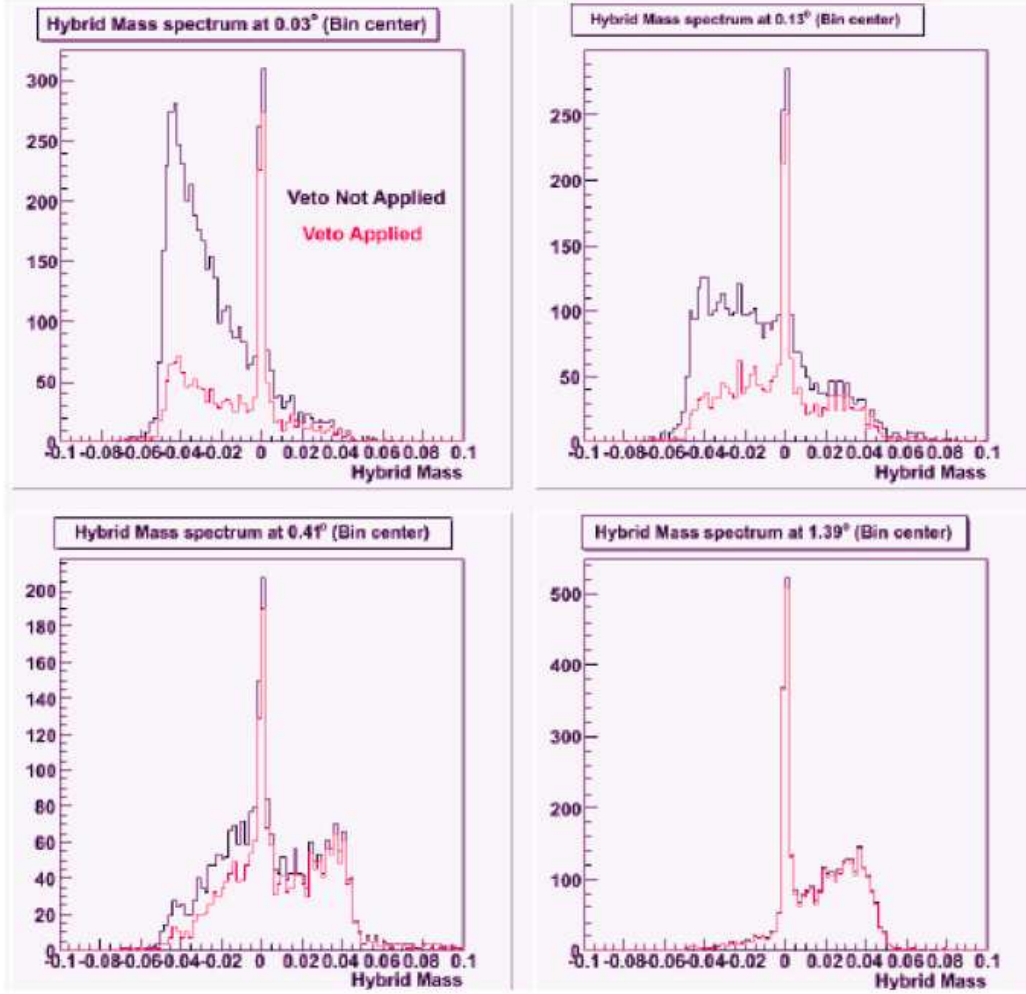 Hybrid Mass spectrum at 0.03° (Bin center)
300
250
200
150
100
50
0
Veto Not Applied
Veto Applied
-0.1 -0.08 -0.06 -0.04 -0.02 0 0.02 0.04 0.06 0.08 0.1
Hybrid Mass
Hybrid Mass spectrum at 0.13° (Bin center)
250
200
150
100
50
0
-0.1 -0.08 -0.06 -0.04 -0.02 0 0.02 0.04 0.06 0.08 0.1
Hybrid Mass
Hybrid Mass spectrum at 0.41° (Bin center)
200
180
160
140
120
100
80
60
40
20
0
-0.1 -0.08 -0.06 -0.04 -0.02 0 0.02 0.04 0.06 0.08 0.1
Hybrid Mass
Hybrid Mass spectrum at 1.39° (Bin center)
500
400
300
200
100
0
-0.1 -0.08 -0.06 -0.04 -0.02 0 0.02 0.04 0.06 0.08 0.1
Hybrid Mass